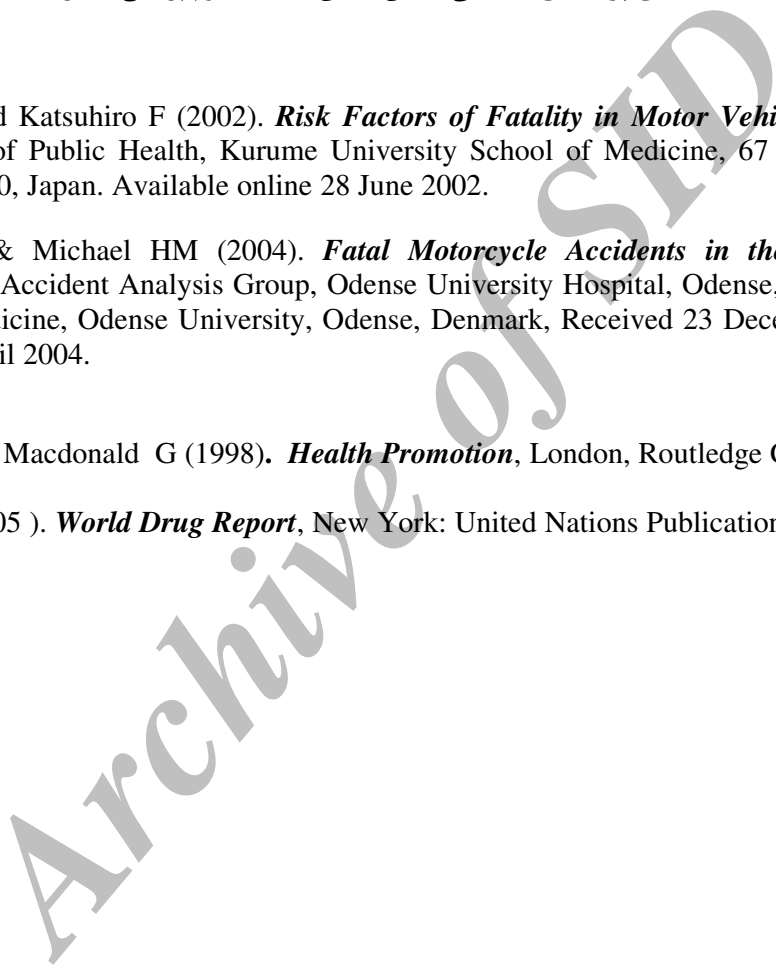 d Katsuhiro F (2002). Risk Factors of Fatality in Motor Vehi
of Public Health, Kurume University School of Medicine, 67
0, Japan. Available online 28 June 2002.
& Michael HM (2004). Fatal Motorcycle Accidents in the
Accident Analysis Group, Odense University Hospital, Odense,
dicine, Odense University, Odense, Denmark, Received 23 Dece
il 2004.
Macdonald G (1998). Health Promotion, London, Routledge
05 ). World Drug Report, New York: United Nations Publication
Archive of SID